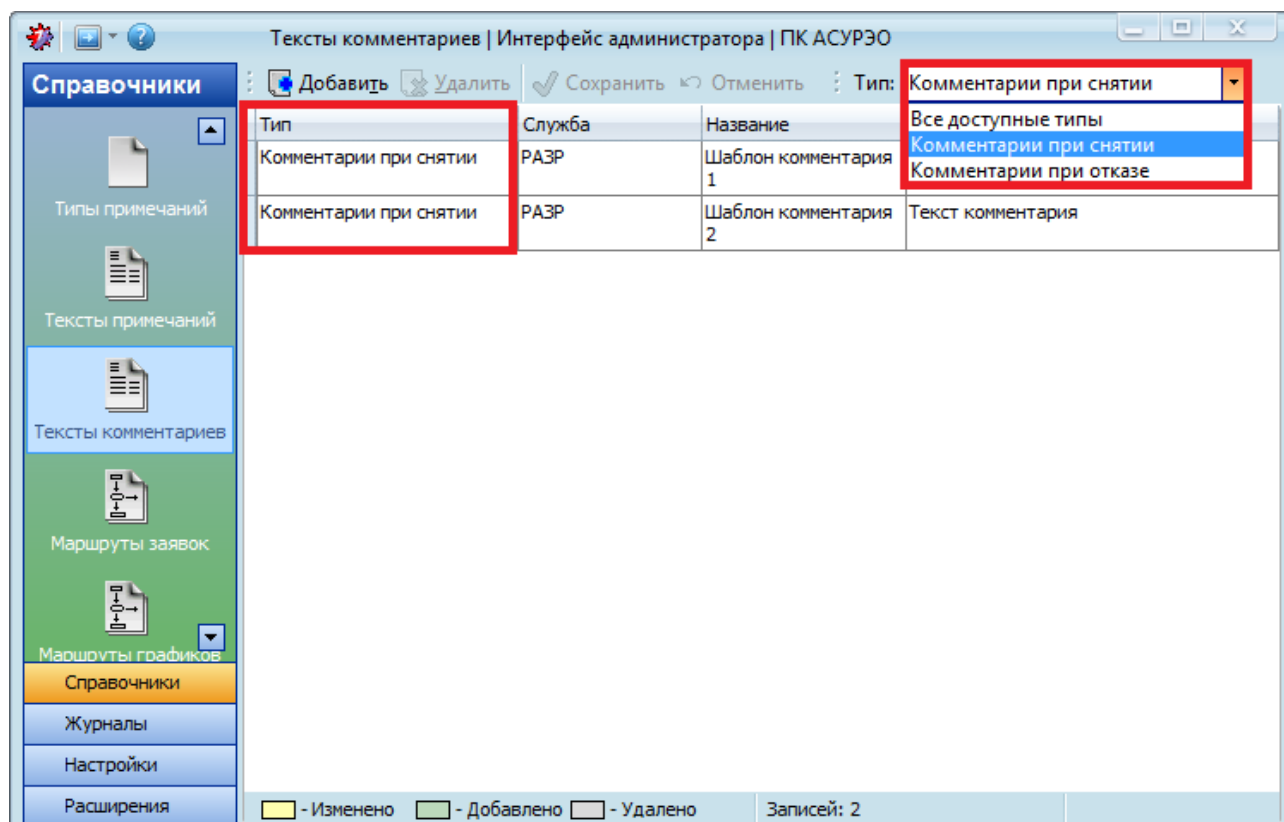 Тексты комментариев | Интерфейс администратора | ПК АСУРЭО
Справочники
Добавить Удалить Сохранить Отменить Тип: Комментарии при снятии
Все доступные типы
Комментарии при снятии
Комментарии при отказе
Тип Служба Название
Комментарии при снятии РАЗР Шаблон комментария
1
Комментарии при снятии РАЗР Шаблон комментария Текст комментария
2
Типы примечаний
Тексты примечаний
Тексты комментариев
Маршруты заявок
Маршруты графиков
Справочники
Журналы
Настройки
Расширения
- Изменено - Добавлено - Удалено Записей: 2